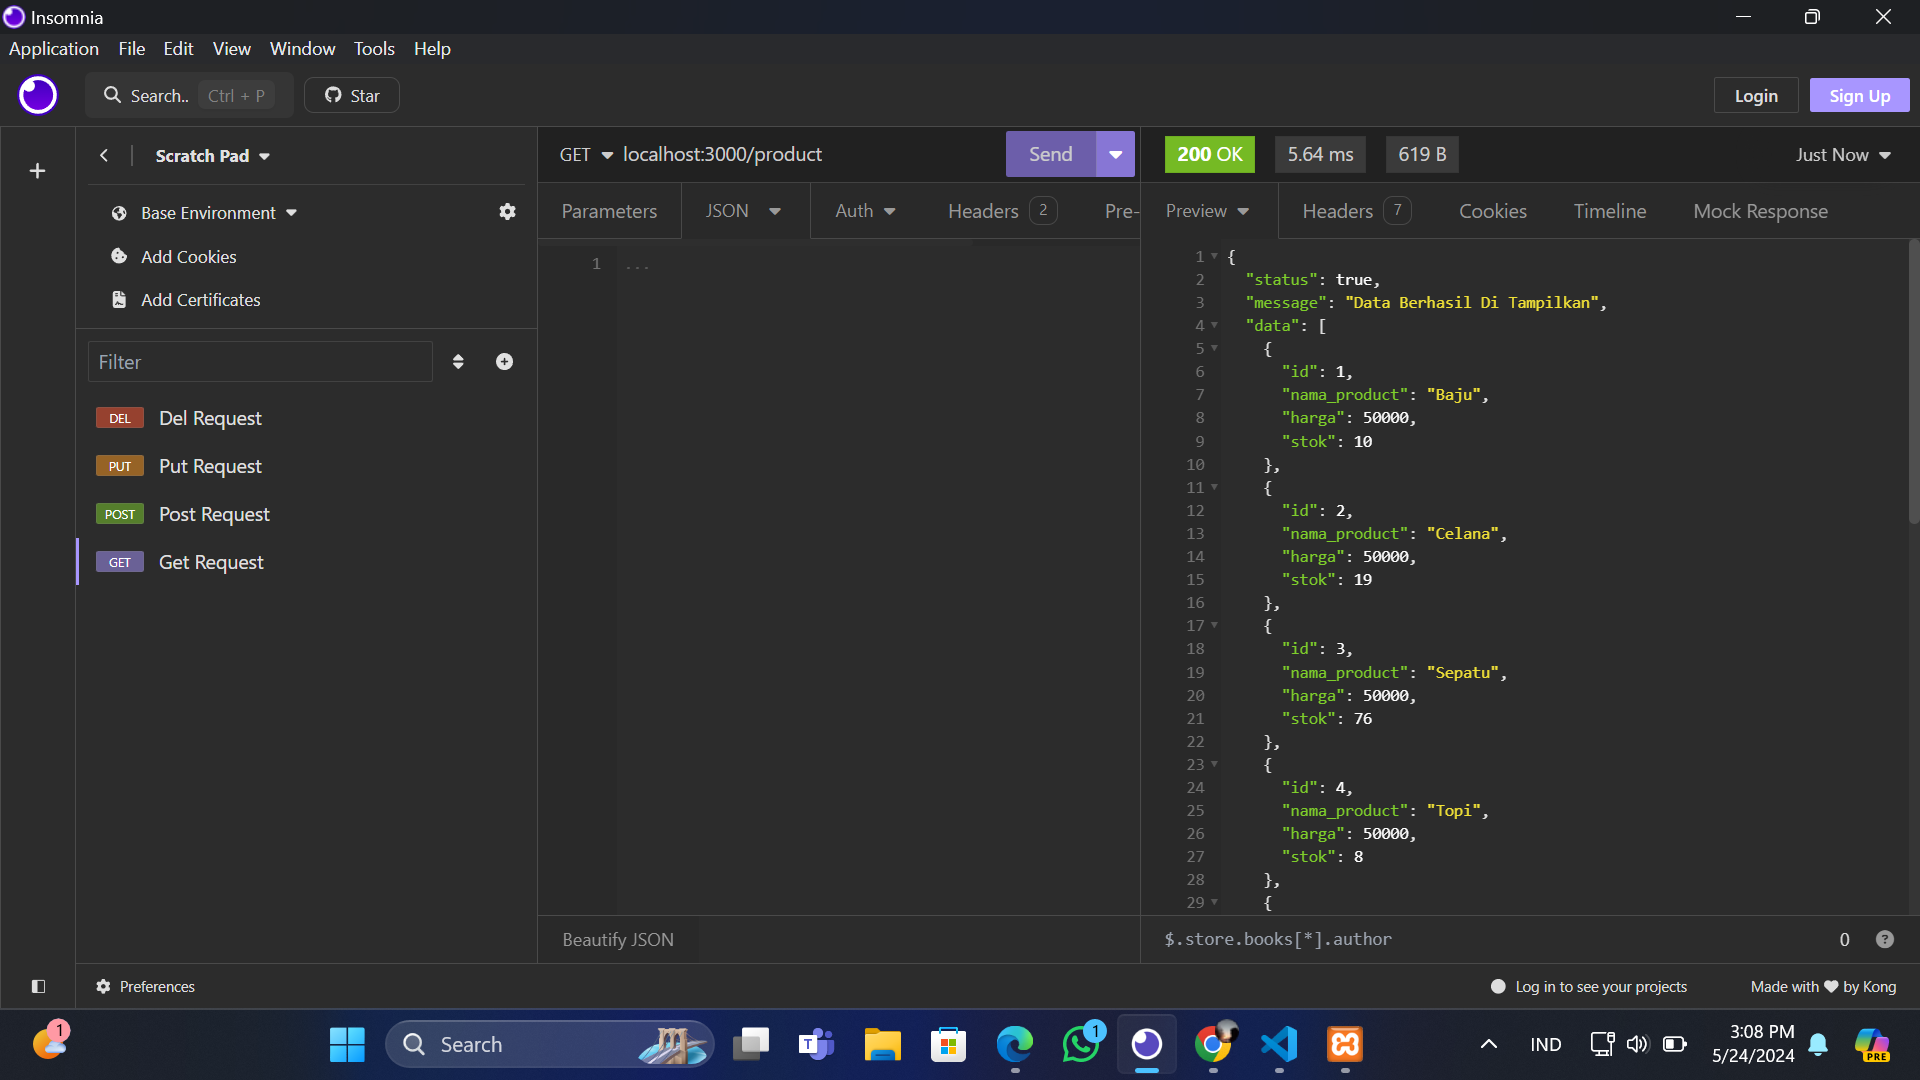 Insomnia
Application File Edit View Window Tools Help
Search.. Ctrl + P Star Login Sign Up
Scratch Pad
Base Environment
Add Cookies
Add Certificates
Filter
DEL Del Request
PUT Put Request
POST Post Request
GET Get Request
GET localhost:3000/product Send
Parameters JSON Auth Headers 2 Pre-
1 ...
Beautify JSON
200 OK 5.64 ms 619 B Just Now
Preview Headers 7 Cookies Timeline Mock Response
1 {
2 "status": true,
3 "message": "Data Berhasil Di Tampilkan",
4 "data": [
5 {
6 "id": 1,
7 "nama_product": "Baju",
8 "harga": 50000,
9 "stok": 10
10 },
11 {
12 "id": 2,
13 "nama_product": "Celana",
14 "harga": 50000,
15 "stok": 19
16 },
17 {
18 "id": 3,
19 "nama_product": "Sepatu",
20 "harga": 50000,
21 "stok": 76
22 },
23 {
24 "id": 4,
25 "nama_product": "Topi",
26 "harga": 50000,
27 "stok": 8
28 },
29 {
$.store.books[*].author 0 ?
Preferences Log in to see your projects Made with ❤ by Kong
1 Search T 1 IND 3:08 PM PRE
5/24/2024